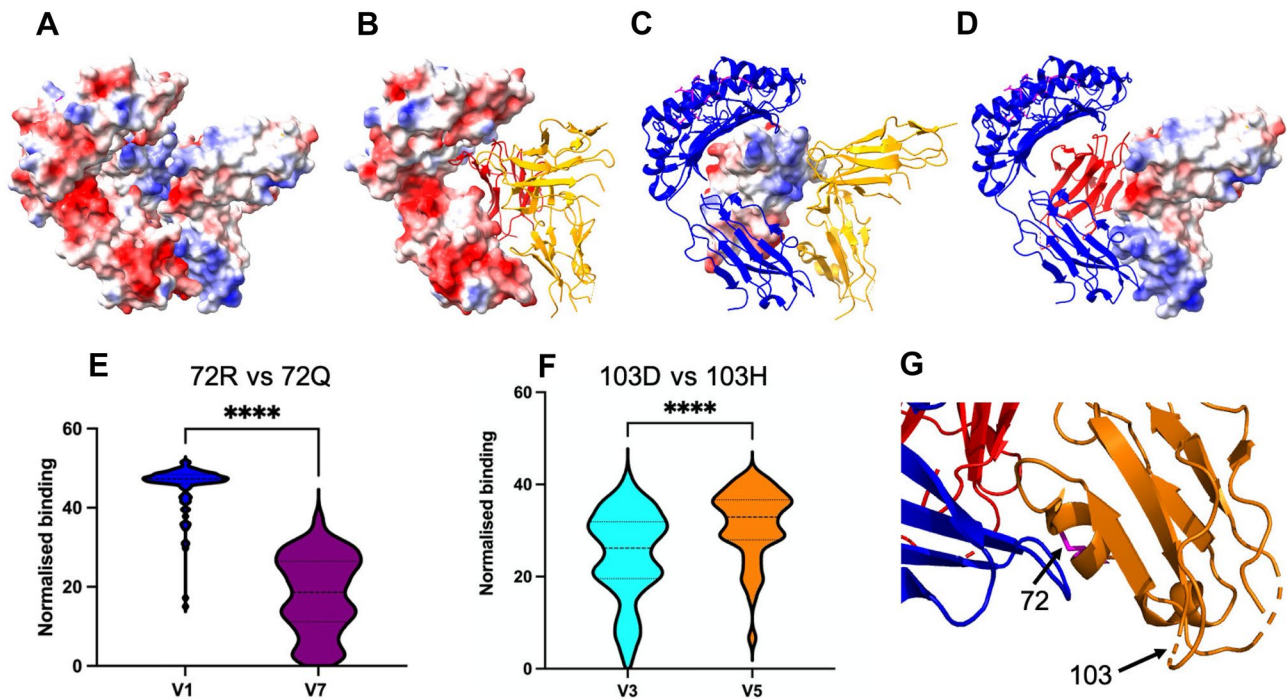 A
B
C
D
E
72R vs 72Q
****
Normalised binding
60
40
20
0
V1
V7
F
103D vs 103H
****
Normalised binding
60
40
20
0
V3
V5
G
72
103